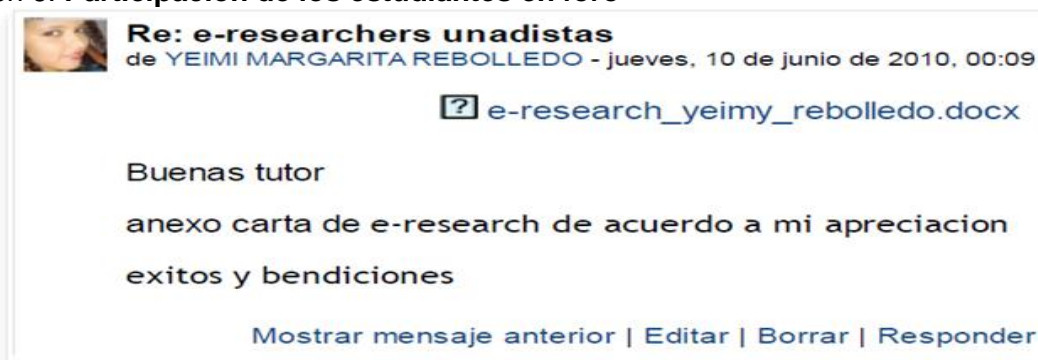 Participación de los estudiantes en foro
Re: e-researchers unadistas
de YEIMI MARGARITA REBOLLEDO - jueves, 10 de junio de 2010, 00:09
e-research_yeimy_rebolledo.docx
Buenas tutor
anexo carta de e-research de acuerdo a mi apreciacion
exitos y bendiciones
Mostrar mensaje anterior | Editar | Borrar | Responder